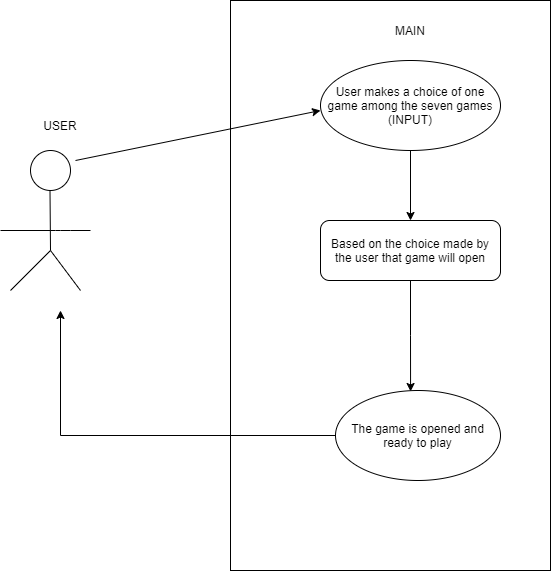 MAIN
User makes a choice of one
game among the seven games
(INPUT)
USER
Based on the choice made by
the user that game will open
The game is opened and
ready to play